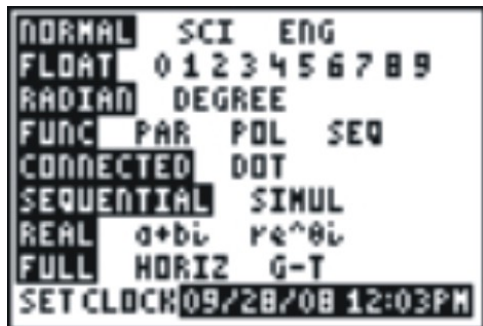 NORMAL SCI ENG
FLOAT 0 1 2 3 4 5 6 7 8 9
RADIAN DEGREE
FUNC PAR POL SEQ
CONNECTED DOT
SEQUENTIAL SIMUL
REAL a+bi re^θi
FULL HORIZ G-T
SET CLOCK 09/28/08 12:03PM